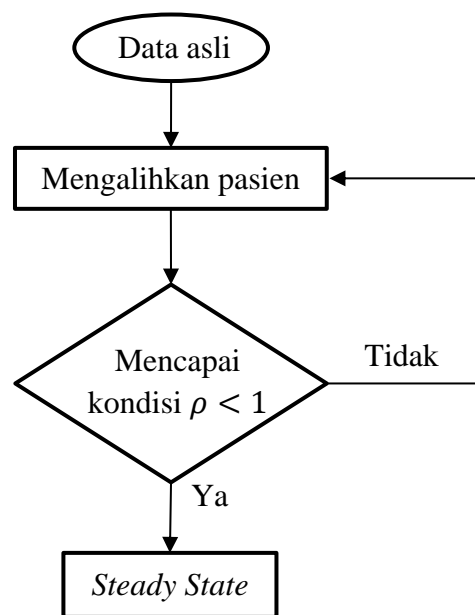 Data asli
Mengalihkan pasien
Mencapai
kondisi 𝜌 < 1
Tidak
Ya
Steady State